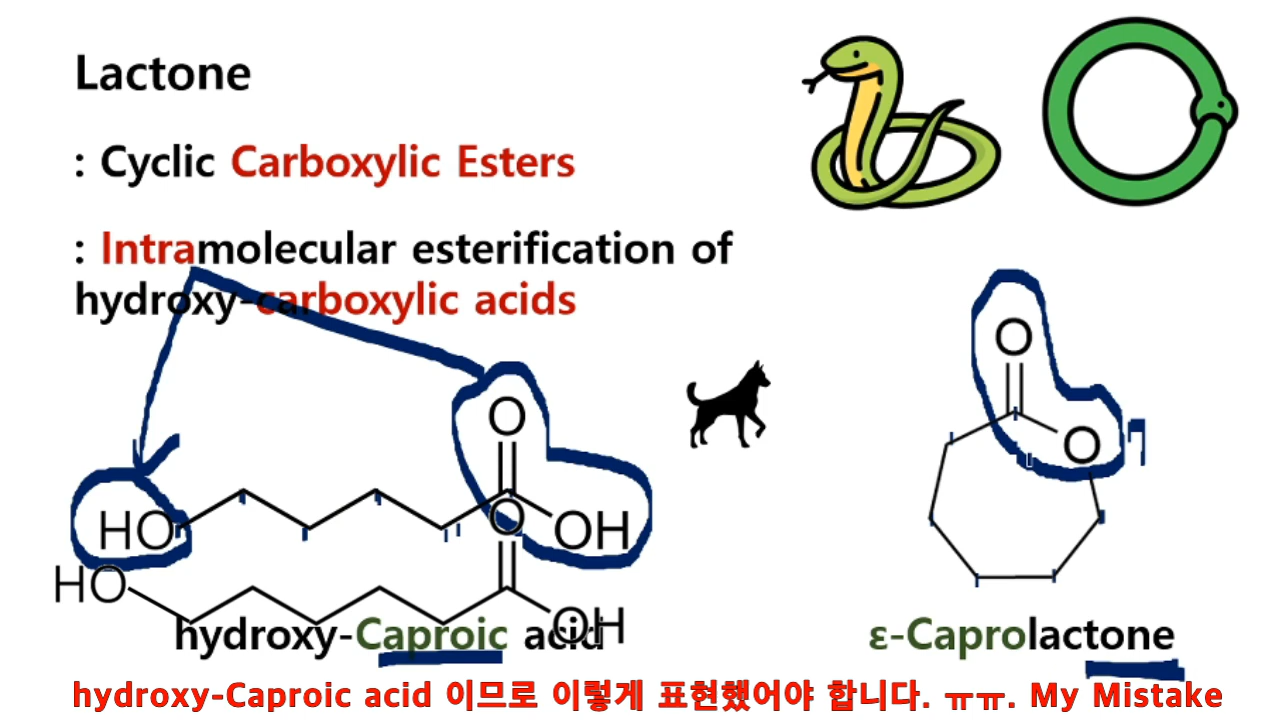 Lactone
: Cyclic Carboxylic Esters
: Intramolecular esterification of
hydroxy-carboxylic acids
O
HO
OH
O
HO
OH
hydroxy-Caproic acid
O
O
ε-Caprolactone
hydroxy-Caproic acid 이므로 이렇게 표현했어야 합니다. ㅠㅠ. My Mistake